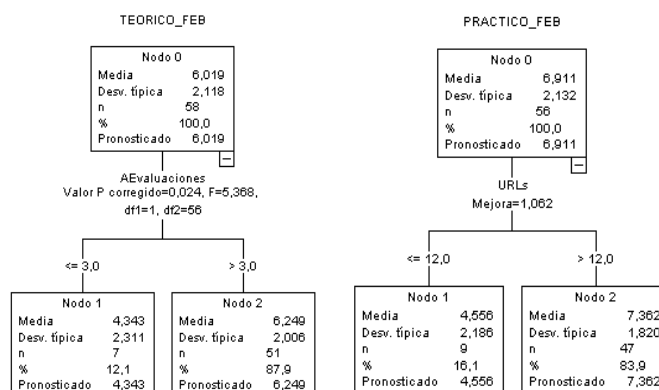 TEORICO_FEB
Nodo 0
Media 6,019
Desv. típica 2,118
n 58
% 100,0
Pronosticado 6,019
AEvaluaciones
Valor P corregido=0,024, F=5,368,
df1=1, df2=56
<= 3,0
> 3,0
Nodo 1
Media 4,343
Desv. típica 2,311
n 7
% 12,1
Pronosticado 4,343
Nodo 2
Media 6,249
Desv. típica 2,006
n 51
% 87,9
Pronosticado 6,249
PRACTICO_FEB
Nodo 0
Media 6,911
Desv. típica 2,132
n 56
% 100,0
Pronosticado 6,911
URLs
Mejora=1,062
<= 12,0
> 12,0
Nodo 1
Media 4,556
Desv. típica 2,186
n 9
% 16,1
Pronosticado 4,556
Nodo 2
Media 7,362
Desv. típica 1,820
n 47
% 83,9
Pronosticado 7,362